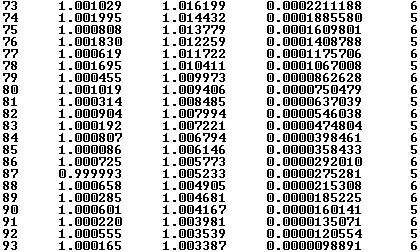 73 1.001029 1.016199 0.0002211188 6
74 1.001995 1.014432 0.0001885580 5
75 1.000808 1.013779 0.0001609801 6
76 1.001830 1.012259 0.0001408788 5
77 1.000619 1.011722 0.0001175706 6
78 1.001695 1.010411 0.0001067008 5
79 1.000455 1.009973 0.0000862628 6
80 1.001019 1.009406 0.0000750479 6
81 1.000314 1.008485 0.0000637039 5
82 1.000904 1.007994 0.0000546038 6
83 1.000192 1.007221 0.0000474804 5
84 1.000807 1.006794 0.0000398461 6
85 1.000086 1.006146 0.0000358433 5
86 1.000725 1.005773 0.0000292010 6
87 0.999993 1.005233 0.0000275281 5
88 1.000658 1.004905 0.0000215308 6
89 1.000285 1.004681 0.0000185225 6
90 1.000601 1.004167 0.0000160141 5
91 1.000220 1.003981 0.0000135071 6
92 1.000555 1.003539 0.0000120554 5
93 1.000165 1.003387 0.0000098891 6